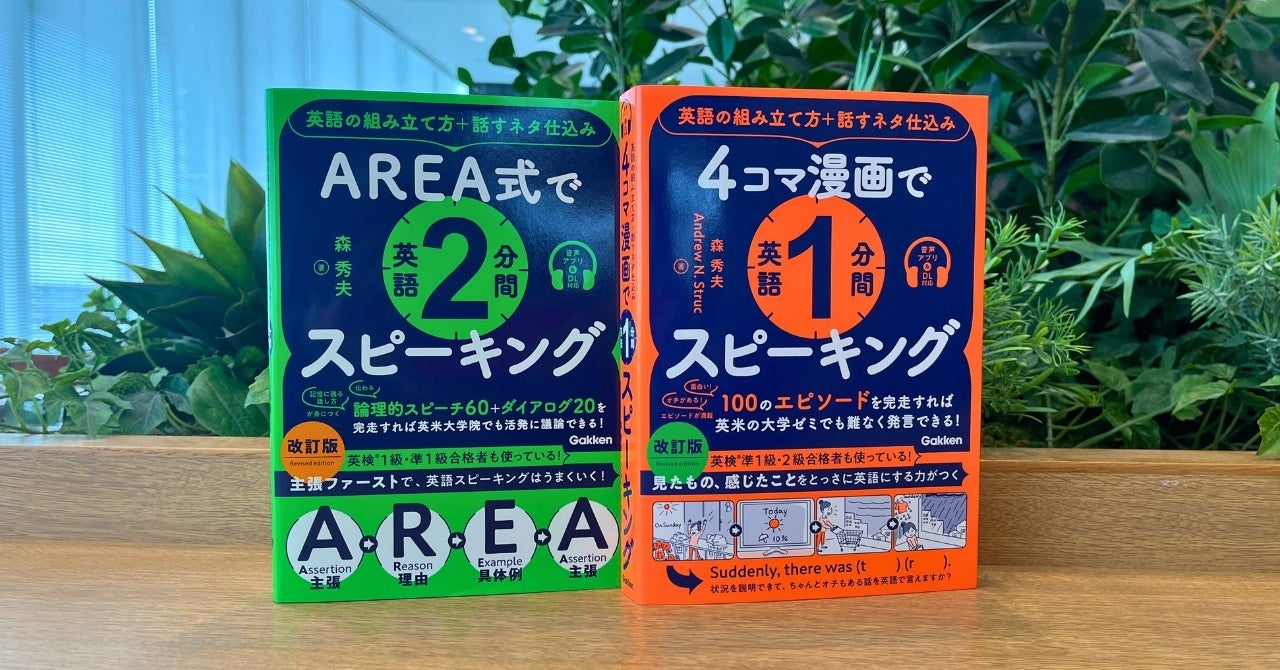 英語の組み立て方+話すネタ仕込み
AREA式で
英語2分間
スピーキング
森 秀夫 著
音声アプリ&DL対応
記憶に残る話し方が身につく
伝わる
論理的スピーチ60+ダイアログ20を
完走すれば英米大学院でも活発に議論できる!
Gakken
改訂版
Revised edition
英検®1級・準1級合格者も使っている!
主張ファーストで、英語スピーキングはうまくいく!
A R E A
Assertion
主張
Reason
理由
Example
具体例
Assertion
主張
英語の組み立て方+話すネタ仕込み
4コマ漫画で1分間スピーキング
Gakken
英語の組み立て方+話すネタ仕込み
4コマ漫画で
英語1分間
スピーキング
森 秀夫
Andrew N. Struc
著
音声アプリ&DL対応
面白い!
オチがある!
エピソードが満載
100のエピソードを完走すれば
英米の大学ゼミでも難なく発言できる!
Gakken
改訂版
Revised edition
英検®準1級・2級合格者も使っている!
見たもの、感じたことをとっさに英語にする力がつく
On Sunday
Today
10%
Suddenly, there was (t ) (r ).
状況を説明できて、ちゃんとオチもある話を英語で言えますか?